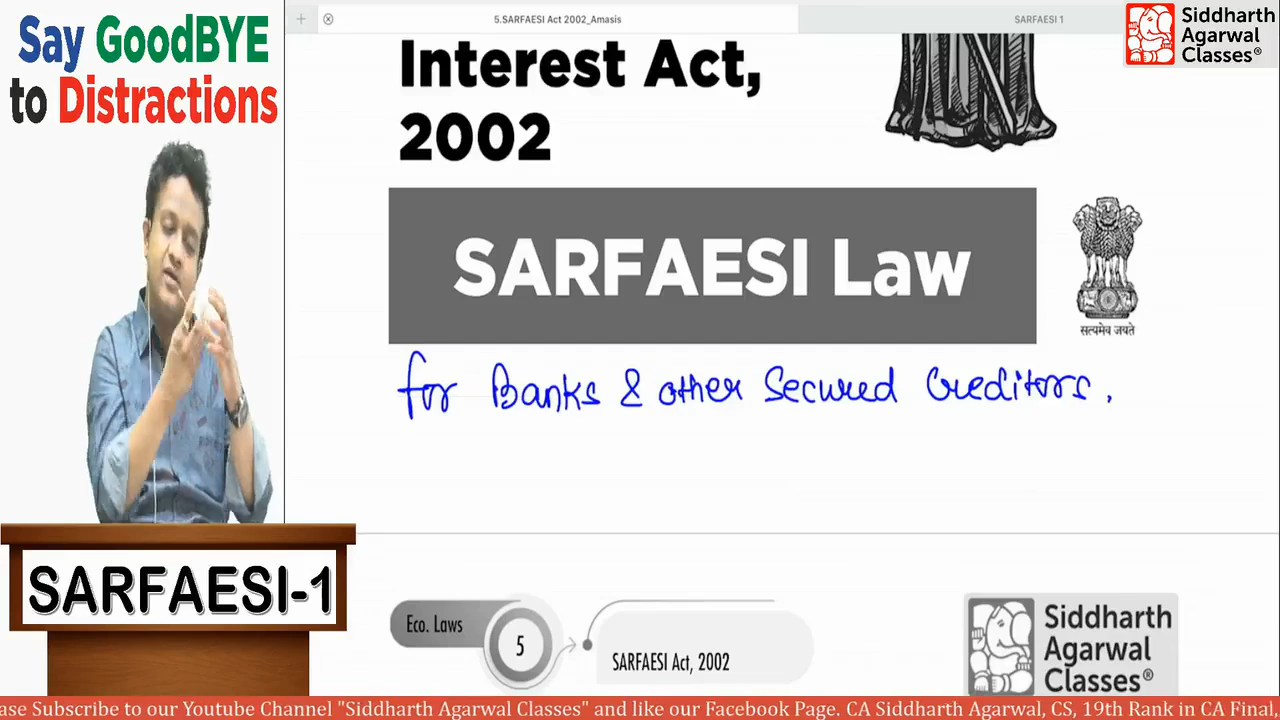 Say GoodBYE
to Distractions
5.SARFAESI Act 2002_Amasis
SARFAESI 1
Siddharth
Agarwal
Classes®
Interest Act,
2002
SARFAESI Law
सत्यमेव जयते
for Banks & other Secured Creditors.
SARFAESI-1
Eco. Laws
5
SARFAESI Act, 2002
Siddharth
Agarwal
Classes®
ase Subscribe to our Youtube Channel "Siddharth Agarwal Classes" and like our Facebook Page. CA Siddharth Agarwal, CS, 19th Rank in CA Final.